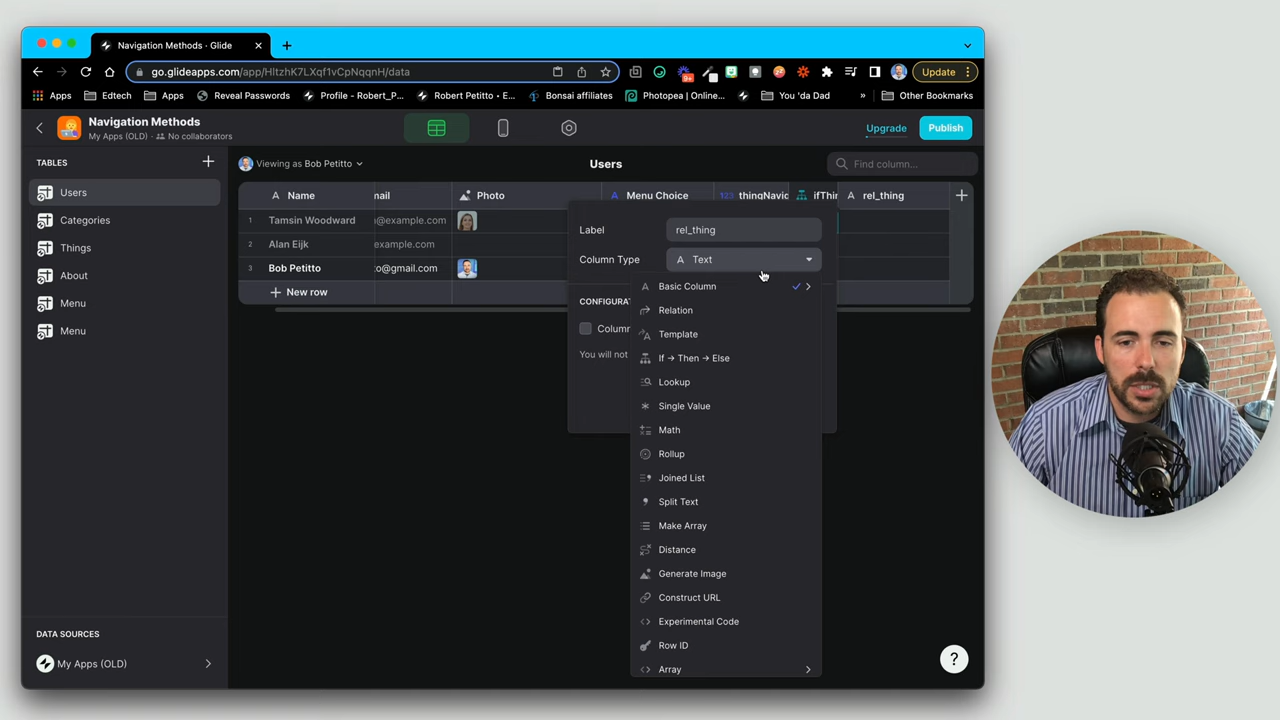 Navigation Methods · Glide
go.glideapps.com/app/HItzhK7LXqf1vCpNqqnH/data
9+
Update
Apps
Edtech
Apps
Reveal Passwords
Profile - Robert_P...
Robert Petitto • E...
Bonsai affiliates
Photopea | Online...
You 'da Dad
»
Other Bookmarks
Navigation Methods
My Apps (OLD) · No collaborators
Upgrade
Publish
TABLES
Users
Categories
Things
About
Menu
Menu
DATA SOURCES
My Apps (OLD)
Viewing as Bob Petitto
Users
Find column...
Name
mail
Photo
Menu Choice
123 thingNavig
ifThin
rel_thing
1 Tamsin Woodward
@example.com
2 Alan Eijk
example.com
3 Bob Petitto
o@gmail.com
New row
Label
rel_thing
Column Type
Text
CONFIGURAT
Column
You will not
Basic Column
Relation
Template
If → Then → Else
Lookup
Single Value
Math
Rollup
Joined List
Split Text
Make Array
Distance
Generate Image
Construct URL
Experimental Code
Row ID
Array
?